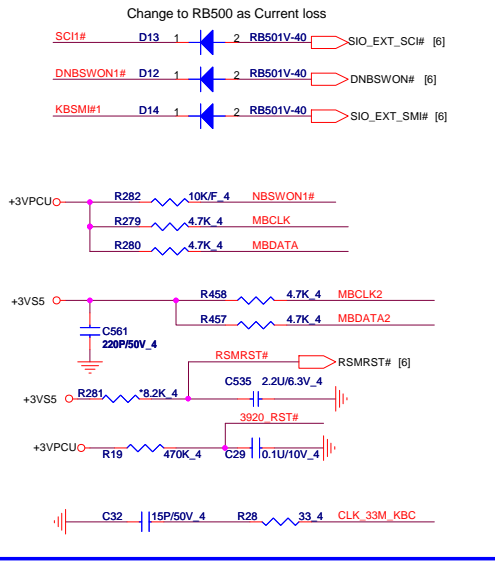 Change to RB500 as Current loss
SCI1# D13 1 2 RB501V-40 SIO_EXT_SCI# [6]
DNBSWON1# D12 1 2 RB501V-40 DNBSWON# [6]
KBSMI#1 D14 1 2 RB501V-40 SIO_EXT_SMI# [6]
+3VPCU R282 10K/F_4 NBSWON1#
R279 4.7K_4 MBCLK
R280 4.7K_4 MBDATA
+3VS5 R458 4.7K_4 MBCLK2
R457 4.7K_4 MBDATA2
C561
220P/50V_4
RSMRST# RSMRST# [6]
+3VS5 R281 *8.2K_4 C535 2.2U/6.3V_4
3920_RST#
+3VPCU R19 470K_4 C29 0.1U/10V_4
C32 15P/50V_4 R28 33_4 CLK_33M_KBC